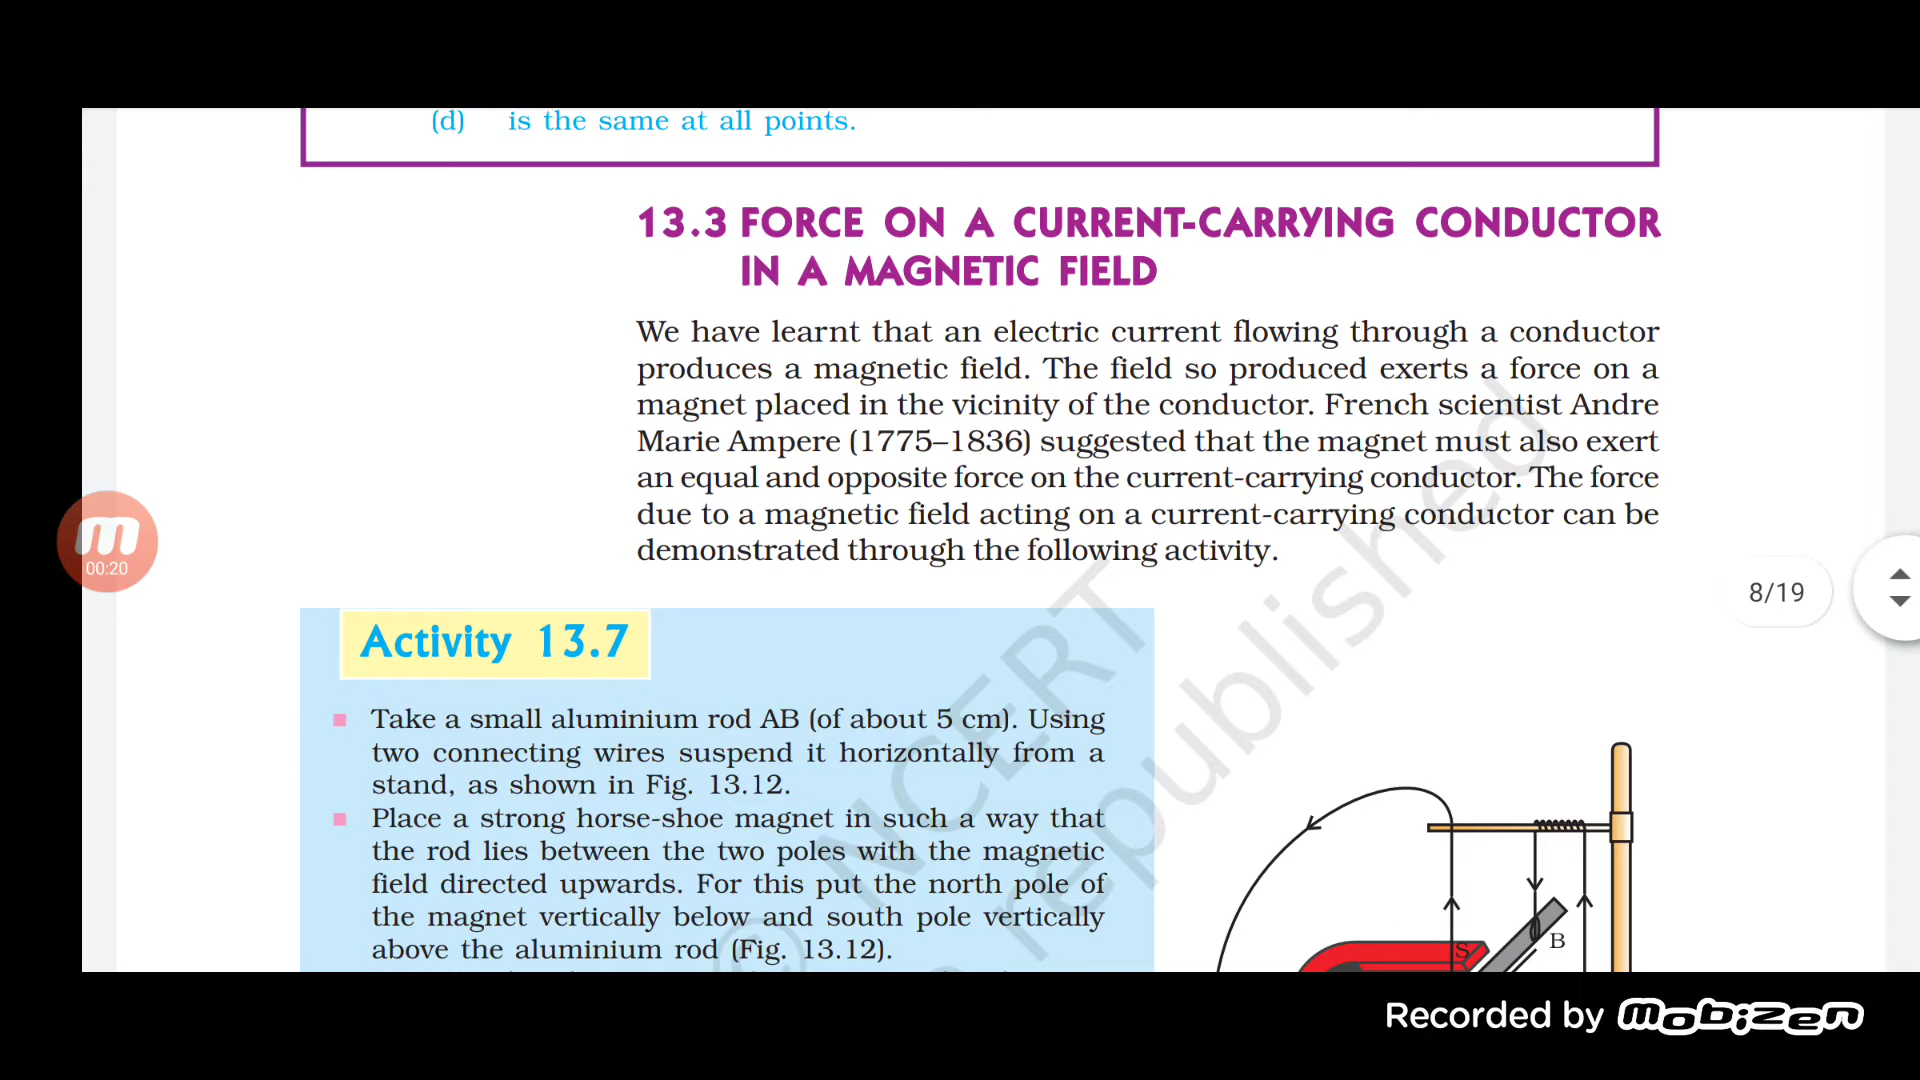 (d) is the same at all points.
13.3 FORCE ON A CURRENT-CARRYING CONDUCTOR
IN A MAGNETIC FIELD
We have learnt that an electric current flowing through a conductor
produces a magnetic field. The field so produced exerts a force on a
magnet placed in the vicinity of the conductor. French scientist Andre
Marie Ampere (1775–1836) suggested that the magnet must also exert
an equal and opposite force on the current-carrying conductor. The force
due to a magnetic field acting on a current-carrying conductor can be
demonstrated through the following activity.
00:20
8/19
Activity 13.7
Take a small aluminium rod AB (of about 5 cm). Using
two connecting wires suspend it horizontally from a
stand, as shown in Fig. 13.12.
Place a strong horse-shoe magnet in such a way that
the rod lies between the two poles with the magnetic
field directed upwards. For this put the north pole of
the magnet vertically below and south pole vertically
above the aluminium rod (Fig. 13.12).
S
B
© NCERT
republished
Recorded by mobizen